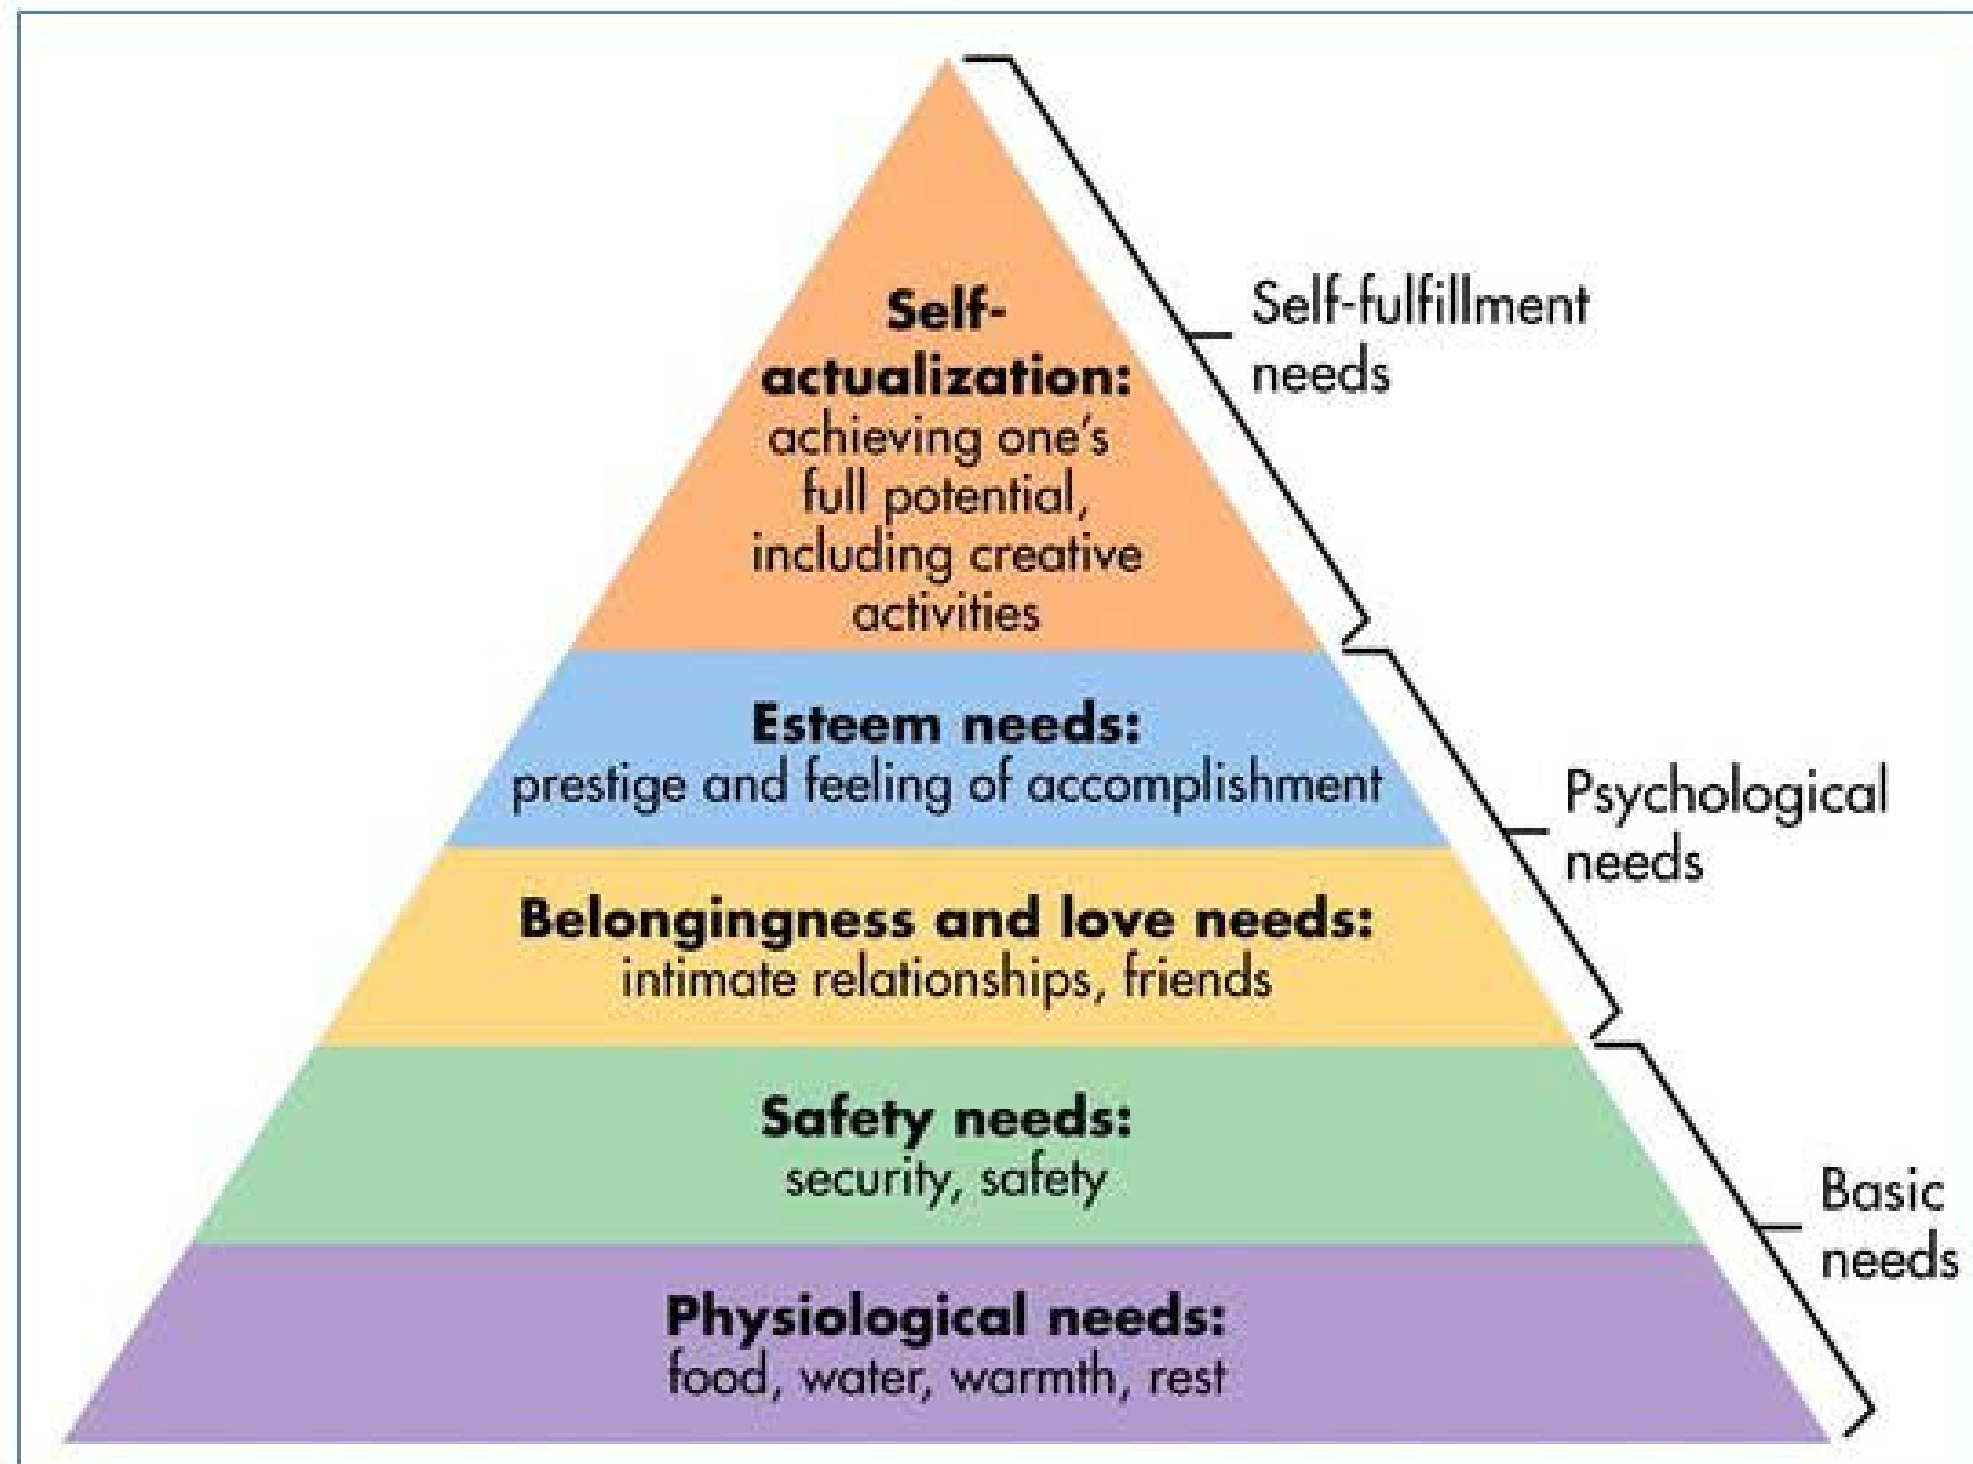 Self-
actualization:
achieving one's
full potential,
including creative
activities
Self-fulfillment
needs
Esteem needs:
prestige and feeling of accomplishment
Psychological
needs
Belongingness and love needs:
intimate relationships, friends
Safety needs:
security, safety
Basic
needs
Physiological needs:
food, water, warmth, rest